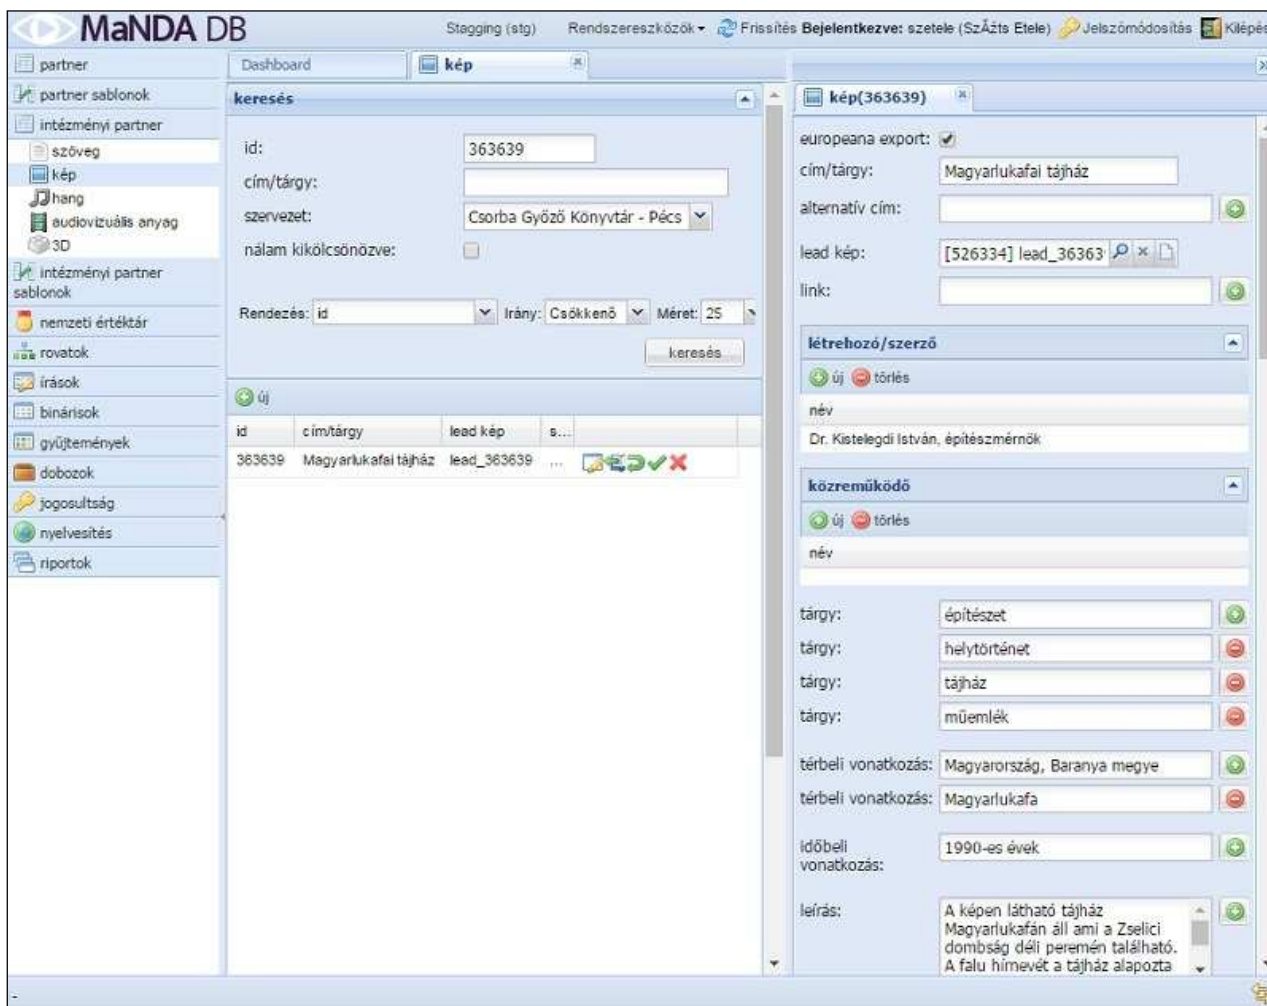 MaNDA DB
Stagging (stg) Rendszereszközök Frissítés Bejelentkezve: szetele (SzĂźts Etele) Jelszómódosítás Kilépés
partner
partner sablonok
intézményi partner
szöveg
kép
hang
audiovizuális anyag
3D
intézményi partner
sablonok
nemzeti értéktár
rovatok
írások
binárisok
gyűjtemények
dobozok
jogosultság
nyelvesítés
riportok
Dashboard kép
keresés
id: 363639
cím/tárgy:
szervezet: Csorba Győző Könyvtár - Pécs
nálam kikölcsönözve:
Rendezés: id Irány: Csökkenő Méret: 25
keresés
új
id cím/tárgy lead kép s...
363639 Magyarlukafai tájház lead_363639 ...
kép(363639)
europeana export:
cím/tárgy: Magyarlukafai tájház
alternatív cím:
lead kép: [526334] lead_36363
link:
létrehozó/szerző
új törlés
név
Dr. Kistelegdi István, építészmérnök
közreműködő
új törlés
név
tárgy: építészet
tárgy: helytörténet
tárgy: tájház
tárgy: műemlék
térbeli vonatkozás: Magyarország, Baranya megye
térbeli vonatkozás: Magyarlukafa
időbeli vonatkozás: 1990-es évek
leírás: A képen látható tájház
Magyarlukafán áll ami a Zselici
dombság déli peremén található.
A falu hírnevét a tájház alapozta